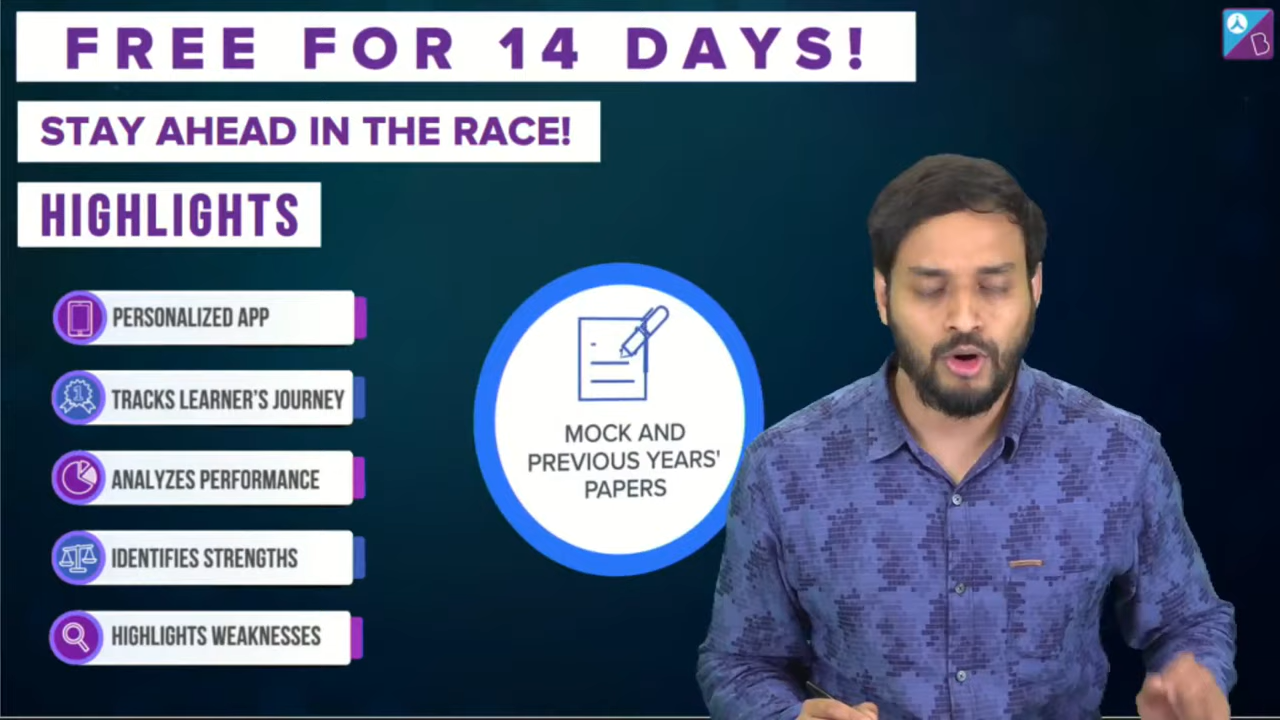 FREE FOR 14 DAYS!
STAY AHEAD IN THE RACE!
HIGHLIGHTS
PERSONALIZED APP
TRACKS LEARNER'S JOURNEY
ANALYZES PERFORMANCE
IDENTIFIES STRENGTHS
HIGHLIGHTS WEAKNESSES
MOCK AND
PREVIOUS YEARS'
PAPERS
B